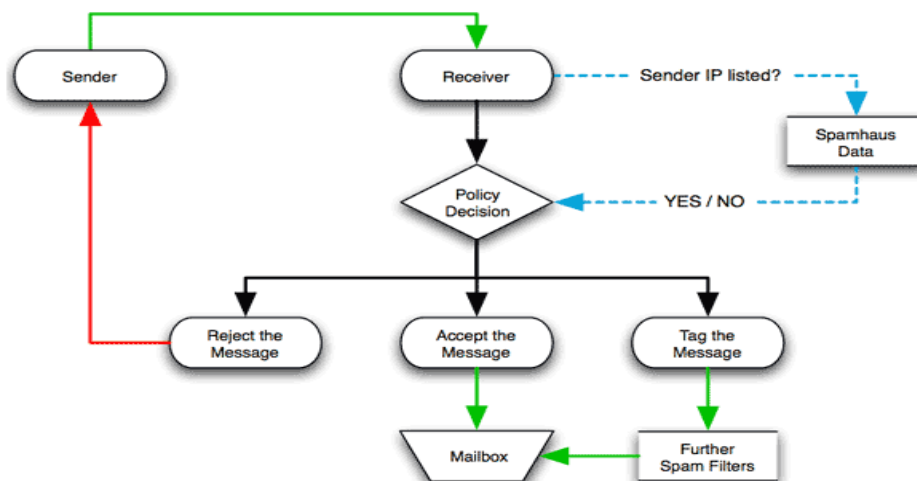 Sender
Receiver
Sender IP listed?
Spamhaus
Data
Policy
Decision
YES / NO
Reject the
Message
Accept the
Message
Tag the
Message
Mailbox
Further
Spam Filters